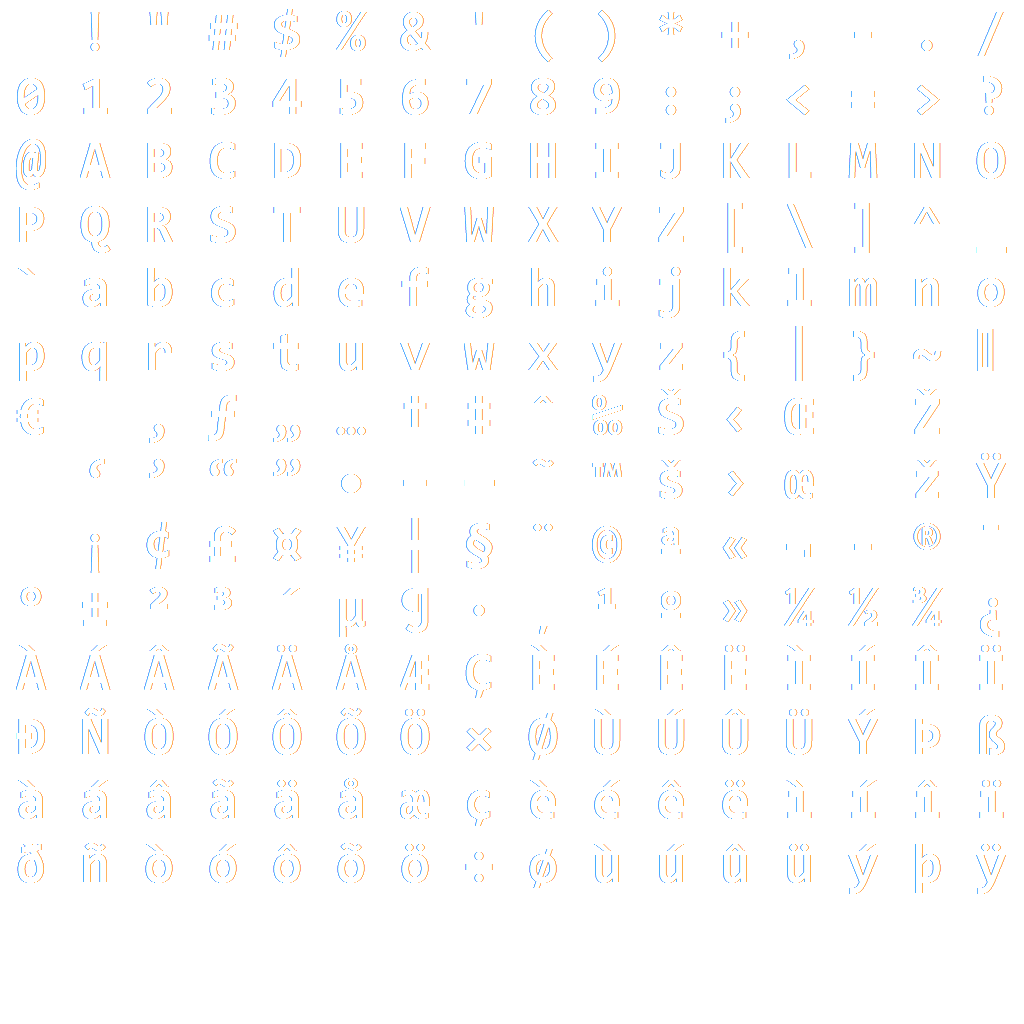 ! " # $ % & ' ( ) * + , - . /
0 1 2 3 4 5 6 7 8 9 : ; < = > ?
@ A B C D E F G H I J K L M N O
P Q R S T U V W X Y Z [ \ ] ^ _
` a b c d e f g h i j k l m n o
p q r s t u v w x y z { | } ~
€ ‚ ƒ „ … † ‡ ˆ ‰ Š ‹ Œ Ž
‘ ’ “ ” • – — ˜ ™ š › œ ž Ÿ
¡ ¢ £ ¤ ¥ ¦ § ¨ © ª « ¬ - ® ¯
° ± ² ³ ´ µ ¶ · ¸ ¹ º » ¼ ½ ¾ ¿
À Á Â Ã Ä Å Æ Ç È É Ê Ë Ì Í Î Ï
Ð Ñ Ò Ó Ô Õ Ö × Ø Ù Ú Û Ü Ý Þ ß
à á â ã ä å æ ç è é ê ë ì í î ï
ð ñ ò ó ô õ ö ÷ ø ù ú û ü ý þ ÿ